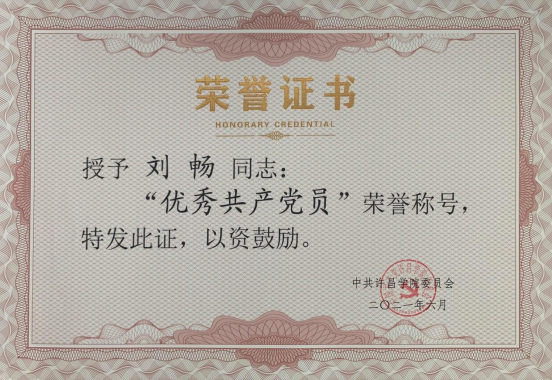 荣誉证书
HONORARY CREDENTIAL
授予 刘 畅 同志：
“优秀共产党员”荣誉称号，
特发此证，以资鼓励。
中共许昌学院委员会
二〇二一年六月